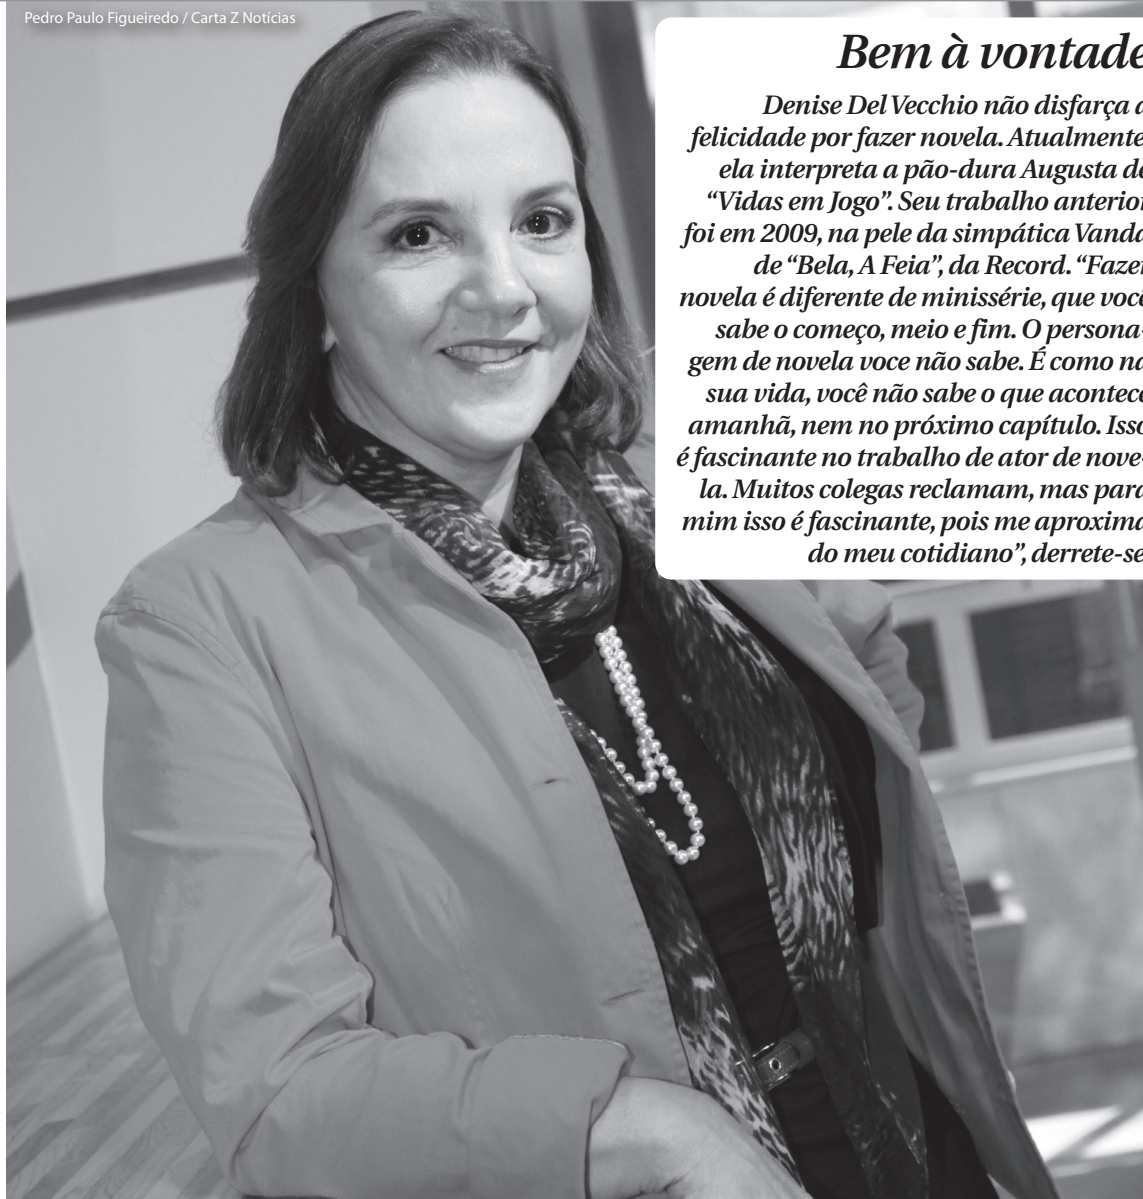 Pedro Paulo Figueiredo / Carta Z Notícias
Bem à vontade
Denise Del Vecchio não disfarça a
felicidade por fazer novela. Atualmente
ela interpreta a pão-dura Augusta de
“Vidas em Jogo”. Seu trabalho anterior
foi em 2009, na pele da simpática Vanda
de “Bela, A Feia”, da Record. “Fazer
novela é diferente de minissérie, que você
sabe o começo, meio e fim. O persona-
gem de novela voce não sabe. É como na
sua vida, você não sabe o que acontece
amanhã, nem no próximo capítulo. Isso
é fascinante no trabalho de ator de nove-
la. Muitos colegas reclamam, mas para
mim isso é fascinante, pois me aproxima
do meu cotidiano”, derrete-se